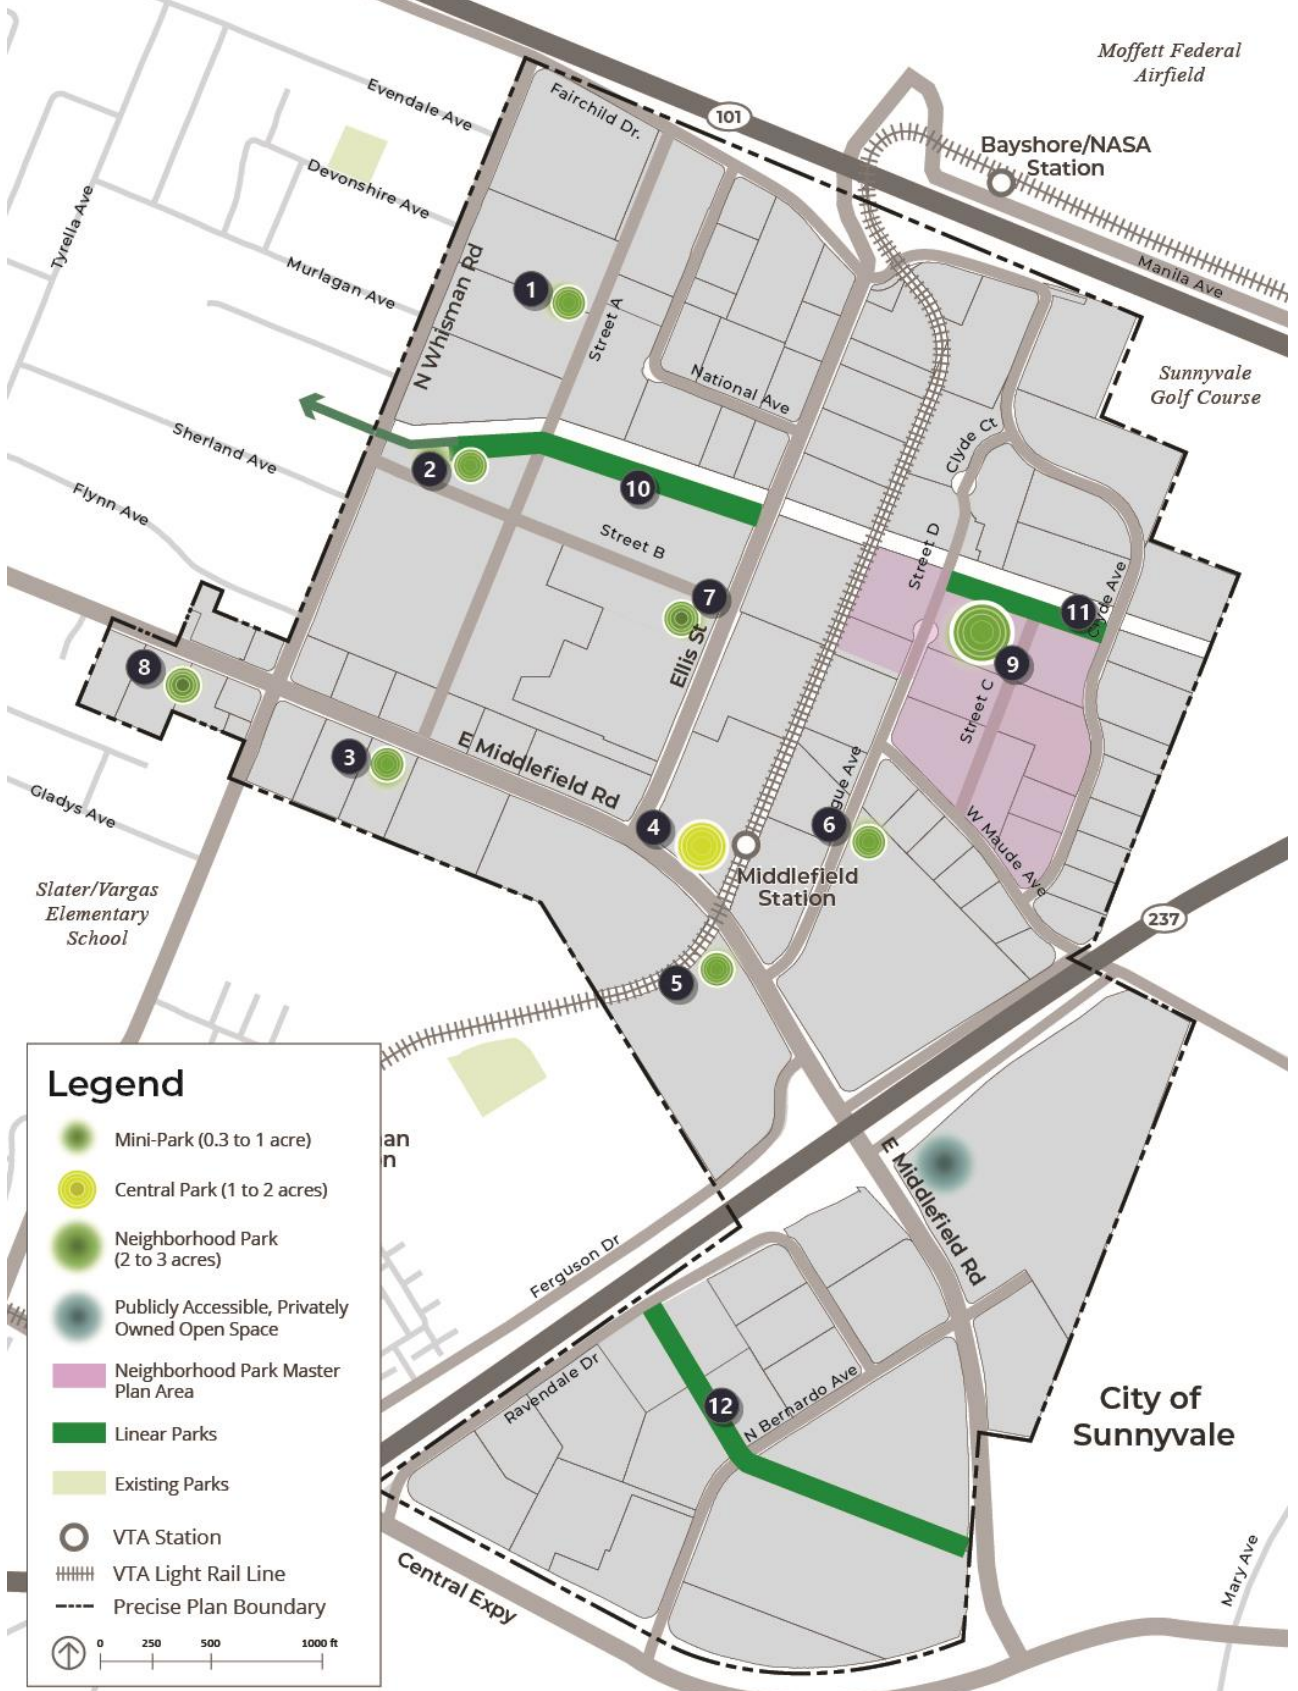 Moffett Federal
Airfield
Evendale Ave
Fairchild Dr.
101
Bayshore/NASA
Station
Devonshire Ave
Tyrella Ave
Murlagan Ave
N Whisman Rd
Manila Ave
1
Street A
National Ave
Sunnyvale
Golf Course
Clyde Ct
Sherland Ave
2
10
Flynn Ave
Street B
Street D
Clyde Ave
7
11
Ellis St
8
9
Street C
3
E Middlefield Rd
Gladys Ave
4
6
gue Ave
W Maude Ave
Middlefield
Station
Slater/Vargas
Elementary
School
237
5
Legend
Mini-Park (0.3 to 1 acre)
Central Park (1 to 2 acres)
Neighborhood Park
(2 to 3 acres)
Publicly Accessible, Privately
Owned Open Space
Neighborhood Park Master
Plan Area
Linear Parks
Existing Parks
VTA Station
VTA Light Rail Line
Precise Plan Boundary
0 250 500 1000 ft
an
n
E Middlefield Rd
Ferguson Dr
Ravendale Dr
12
N Bernardo Ave
City of
Sunnyvale
Central Expy
Mary Ave